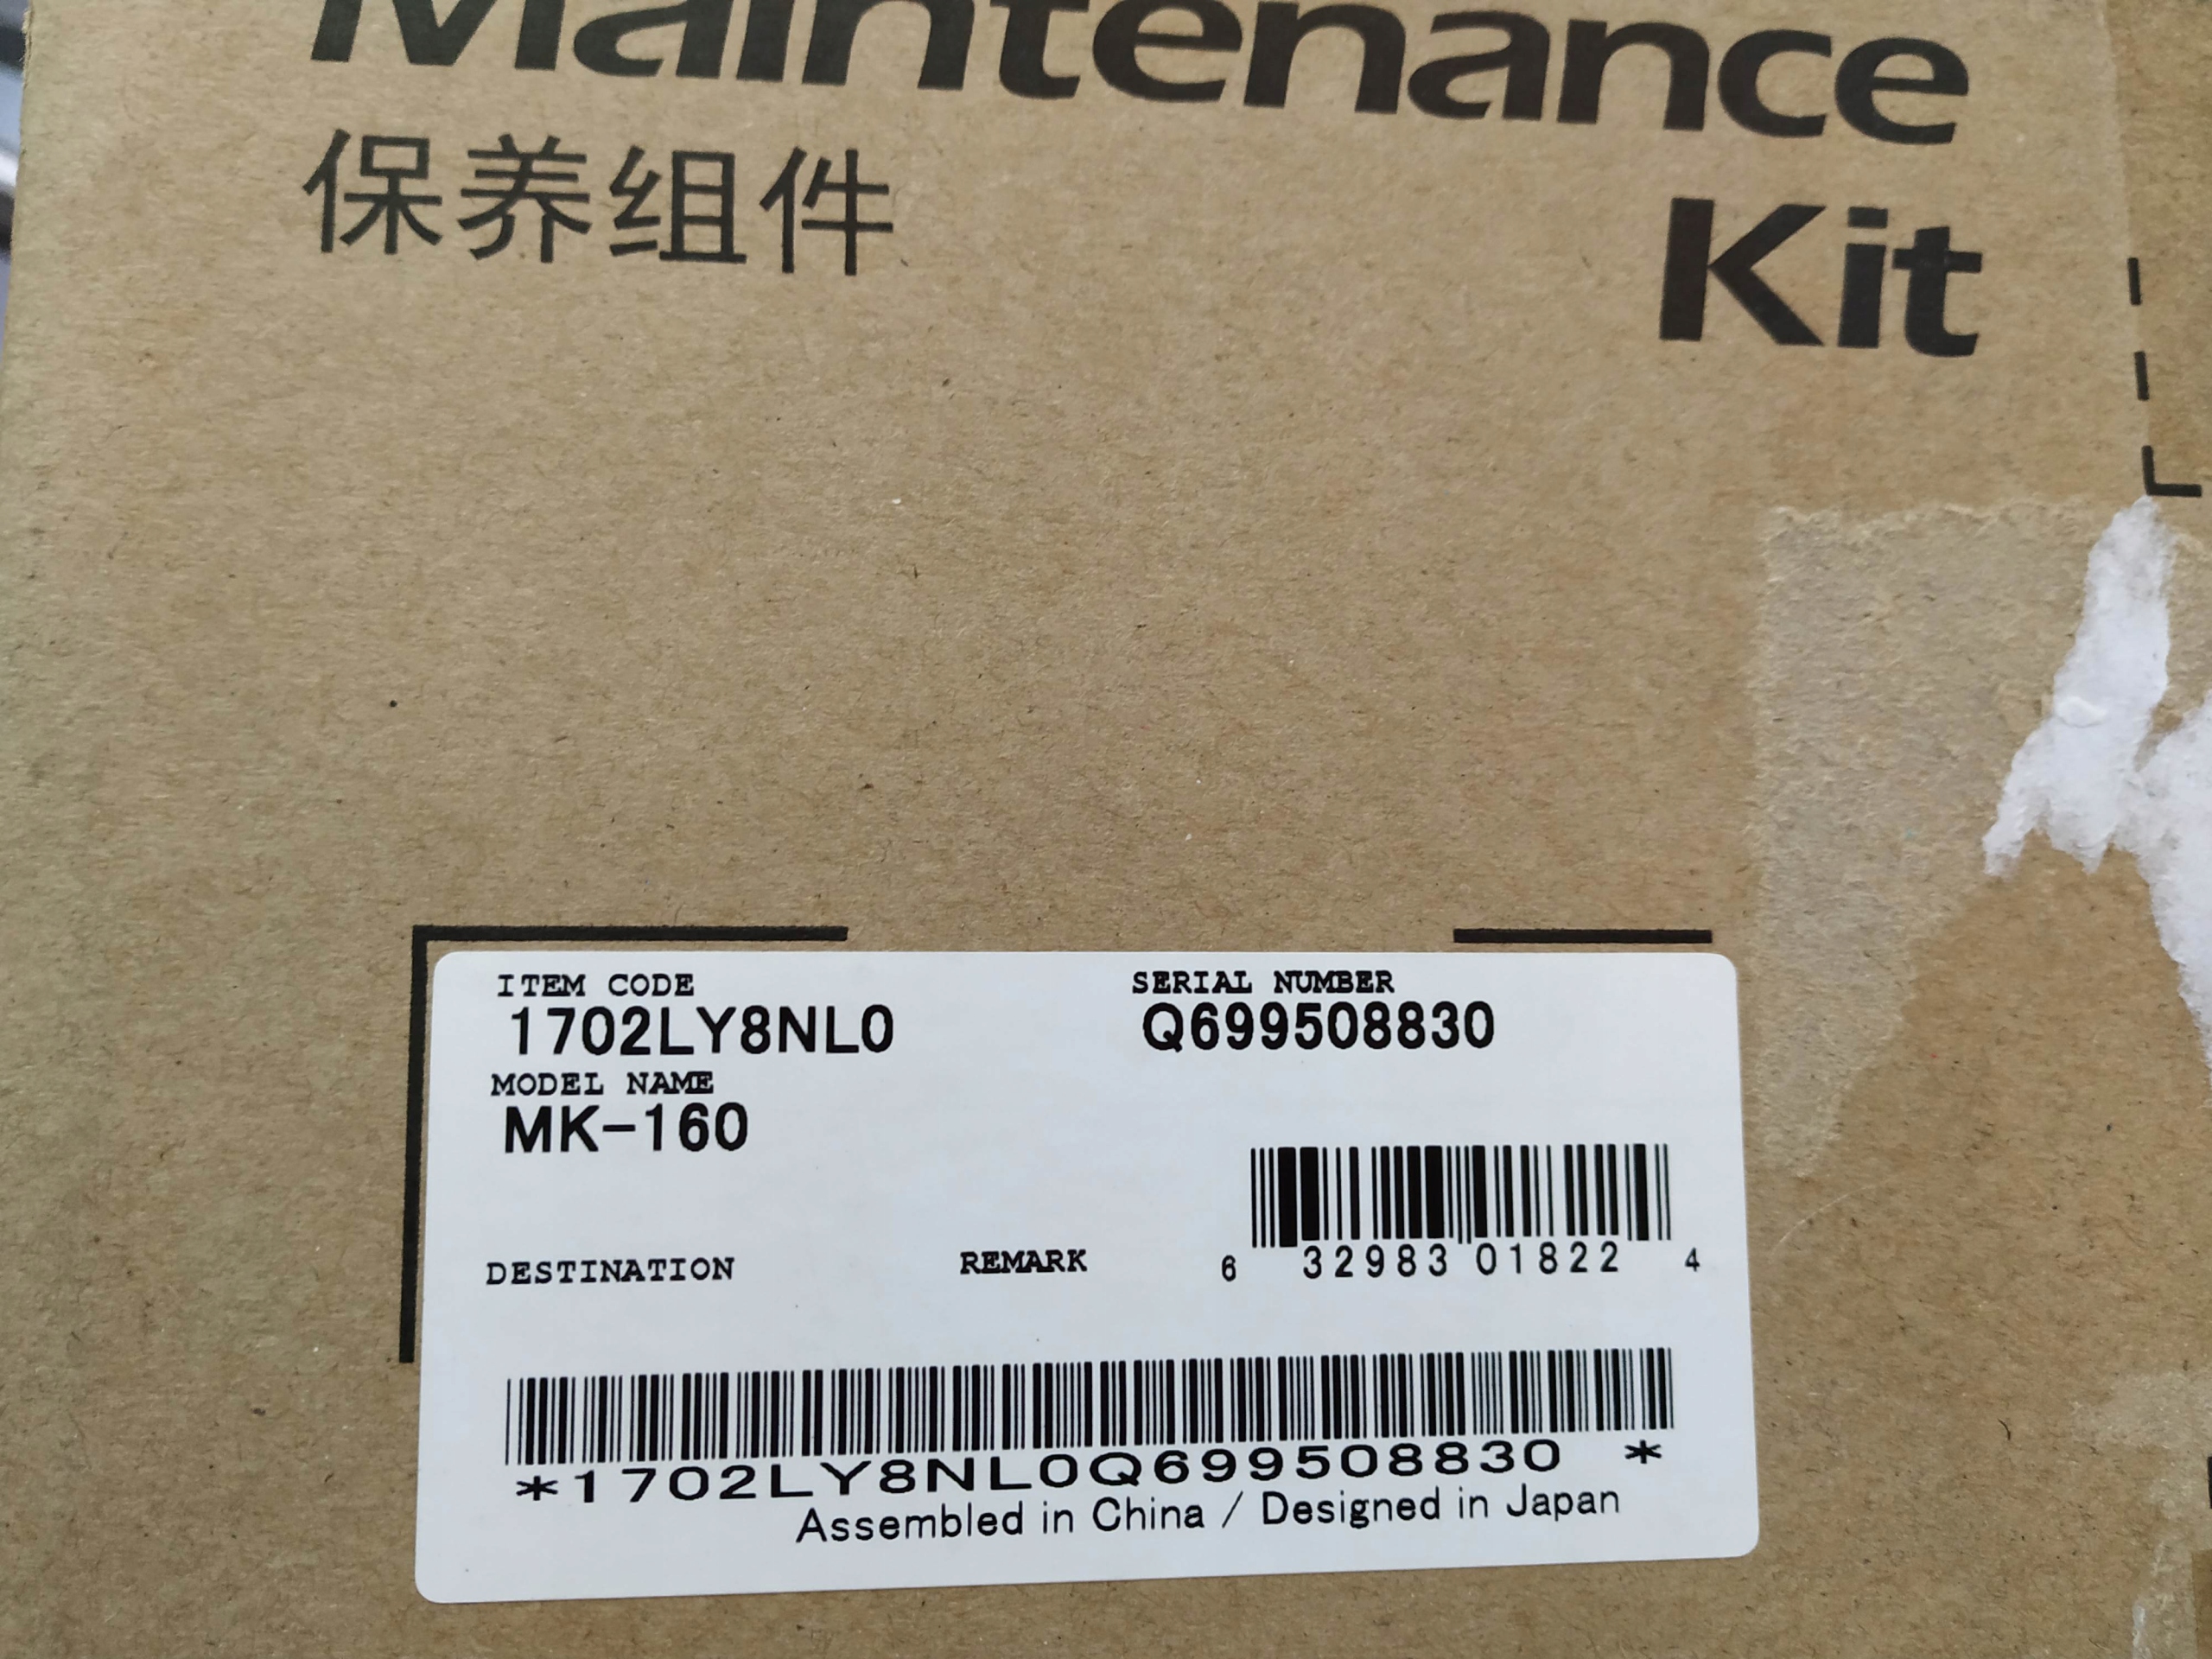 Maintenance
保养组件
Kit
ITEM CODE
1702LY8NL0
SERIAL NUMBER
Q699508830
MODEL NAME
MK-160
6 32983 01822 4
DESTINATION
REMARK
*1702LY8NL0Q699508830 *
Assembled in China / Designed in Japan